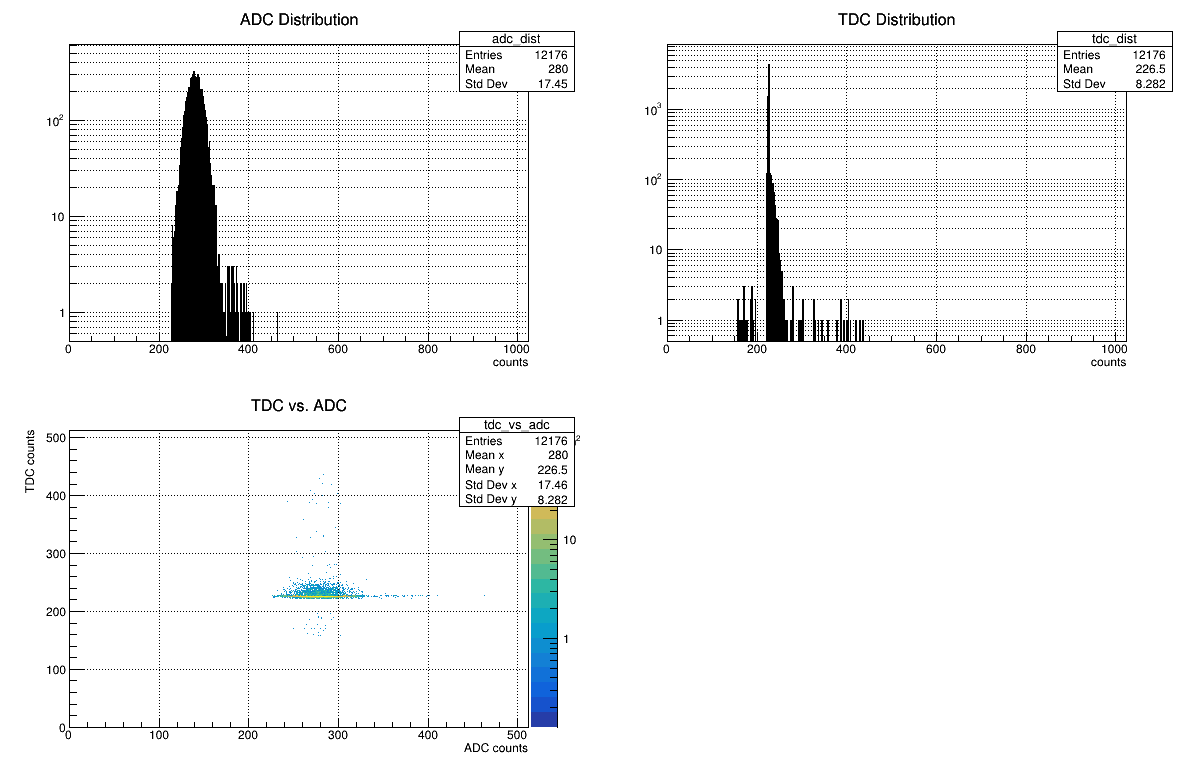 ADC Distribution
adc_dist
Entries 12176
Mean 280
Std Dev 17.45
10²
10
1
0 200 400 600 800 1000
counts
TDC Distribution
tdc_dist
Entries 12176
Mean 226.5
Std Dev 8.282
10³
10²
10
1
0 200 400 600 800 1000
counts
TDC vs. ADC
tdc_vs_adc
Entries 12176
Mean x 280
Mean y 226.5
Std Dev x 17.46
Std Dev y 8.282
TDC counts
500
400
300
200
100
0
0 100 200 300 400 500
ADC counts
2
10
1